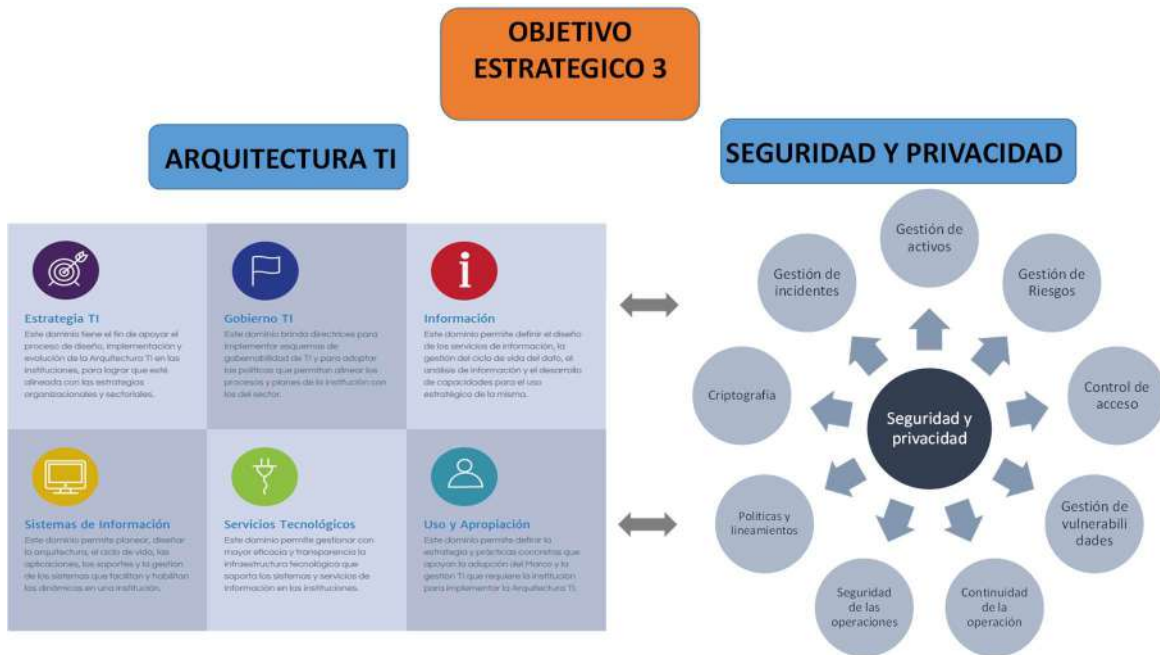 OBJETIVO
ESTRATEGICO 3
ARQUITECTURA TI
SEGURIDAD Y PRIVACIDAD
Estrategia TI
Este dominio tiene el fin de apoyar el
proceso de diseño, implementación y
evolución de la Arquitectura TI en las
instituciones, para lograr que esté
alineada con las estrategias
organizacionales y sectoriales.
Gobierno TI
Este dominio brinda directrices para
implementar esquemas de
gobernabilidad de TI y para adoptar
las políticas que permitan alinear los
procesos y planes de la institución con
los del sector.
i
Información
Este dominio permite definir el diseño
de los servicios de información, la
gestión del ciclo de vida del dato, el
análisis de información y el desarrollo
de capacidades para el uso
estratégico de la misma.
Sistemas de Información
Este dominio permite planear, diseñar
la arquitectura, el ciclo de vida, las
aplicaciones, los soportes y la gestión
de los sistemas que facilitan y habilitan
las dinámicas en una institución.
Servicios Tecnológicos
Este dominio permite gestionar con
mayor eficacia y transparencia la
infraestructura tecnológica que
soporta los sistemas y servicios de
información en las instituciones.
Uso y Apropiación
Este dominio permite definir la
estrategia y prácticas concretas que
apoyan la adopción del Marco y la
gestión TI que requiere la institución
para implementar la Arquitectura TI.
Gestión de
activos
Gestión de
Riesgos
Control de
acceso
Gestión de
vulnerabili
dades
Continuidad
de la
operación
Seguridad
de las
operaciones
Políticas y
lineamientos
Criptografía
Gestión de
incidentes
Seguridad y
privacidad